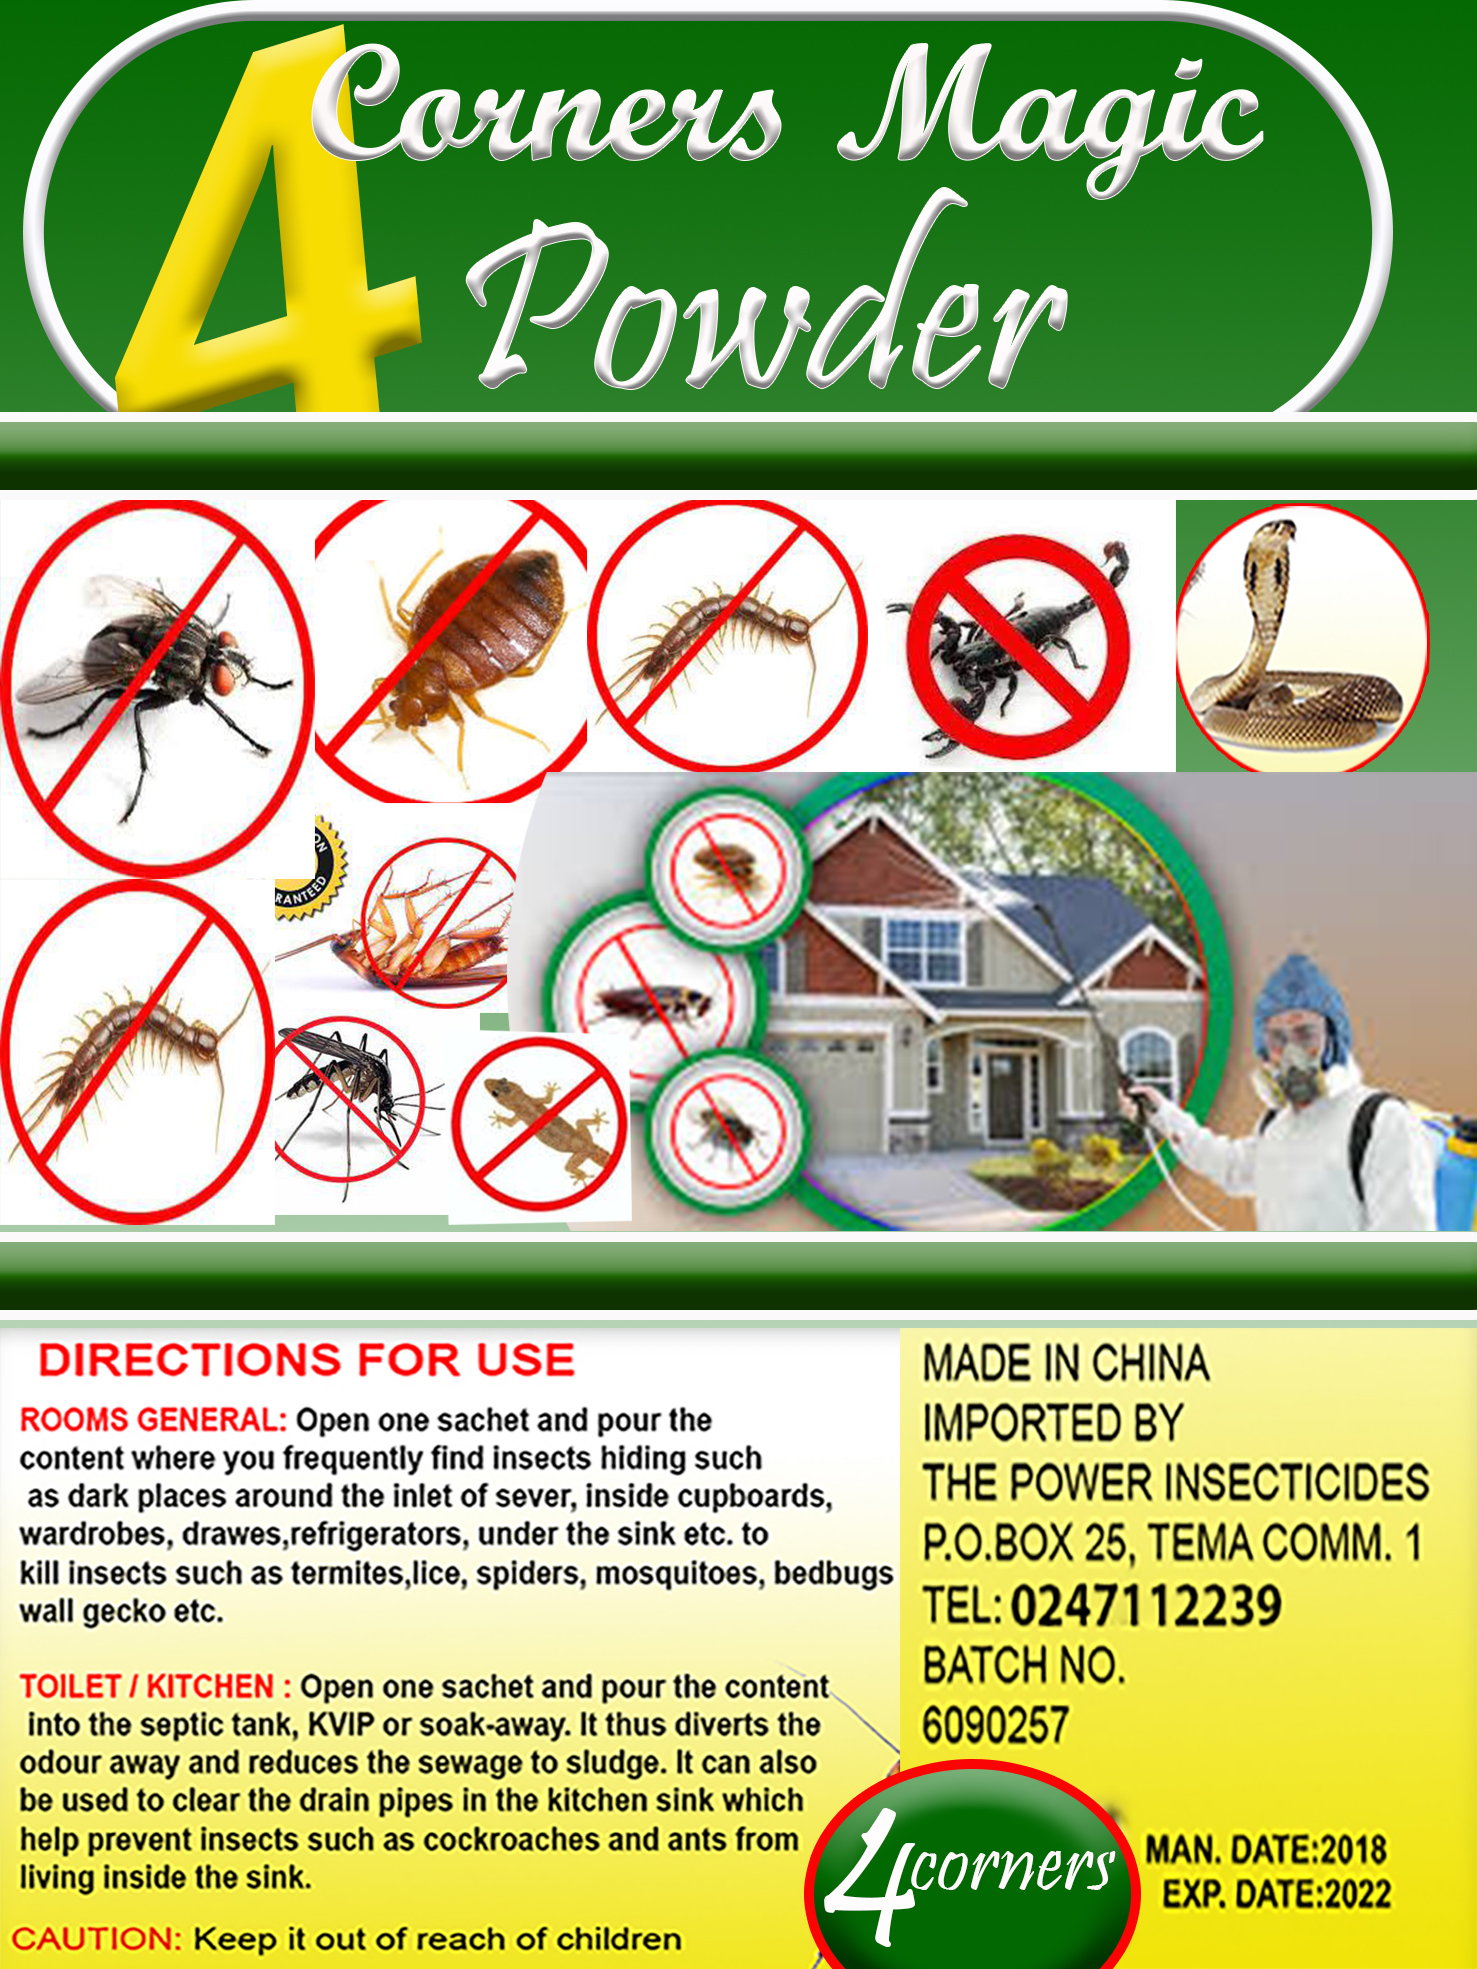 4 Corners Magic
Powder
ON
RANTEED
DIRECTIONS FOR USE
ROOMS GENERAL: Open one sachet and pour the
content where you frequently find insects hiding such
as dark places around the inlet of sever, inside cupboards,
wardrobes, drawes,refrigerators, under the sink etc. to
kill insects such as termites,lice, spiders, mosquitoes, bedbugs
wall gecko etc.
TOILET / KITCHEN : Open one sachet and pour the content
into the septic tank, KVIP or soak-away. It thus diverts the
odour away and reduces the sewage to sludge. It can also
be used to clear the drain pipes in the kitchen sink which
help prevent insects such as cockroaches and ants from
living inside the sink.
CAUTION: Keep it out of reach of children
MADE IN CHINA
IMPORTED BY
THE POWER INSECTICIDES
P.O.BOX 25, TEMA COMM. 1
TEL: 0247112239
BATCH NO.
6090257
4corners
MAN. DATE:2018
EXP. DATE:2022